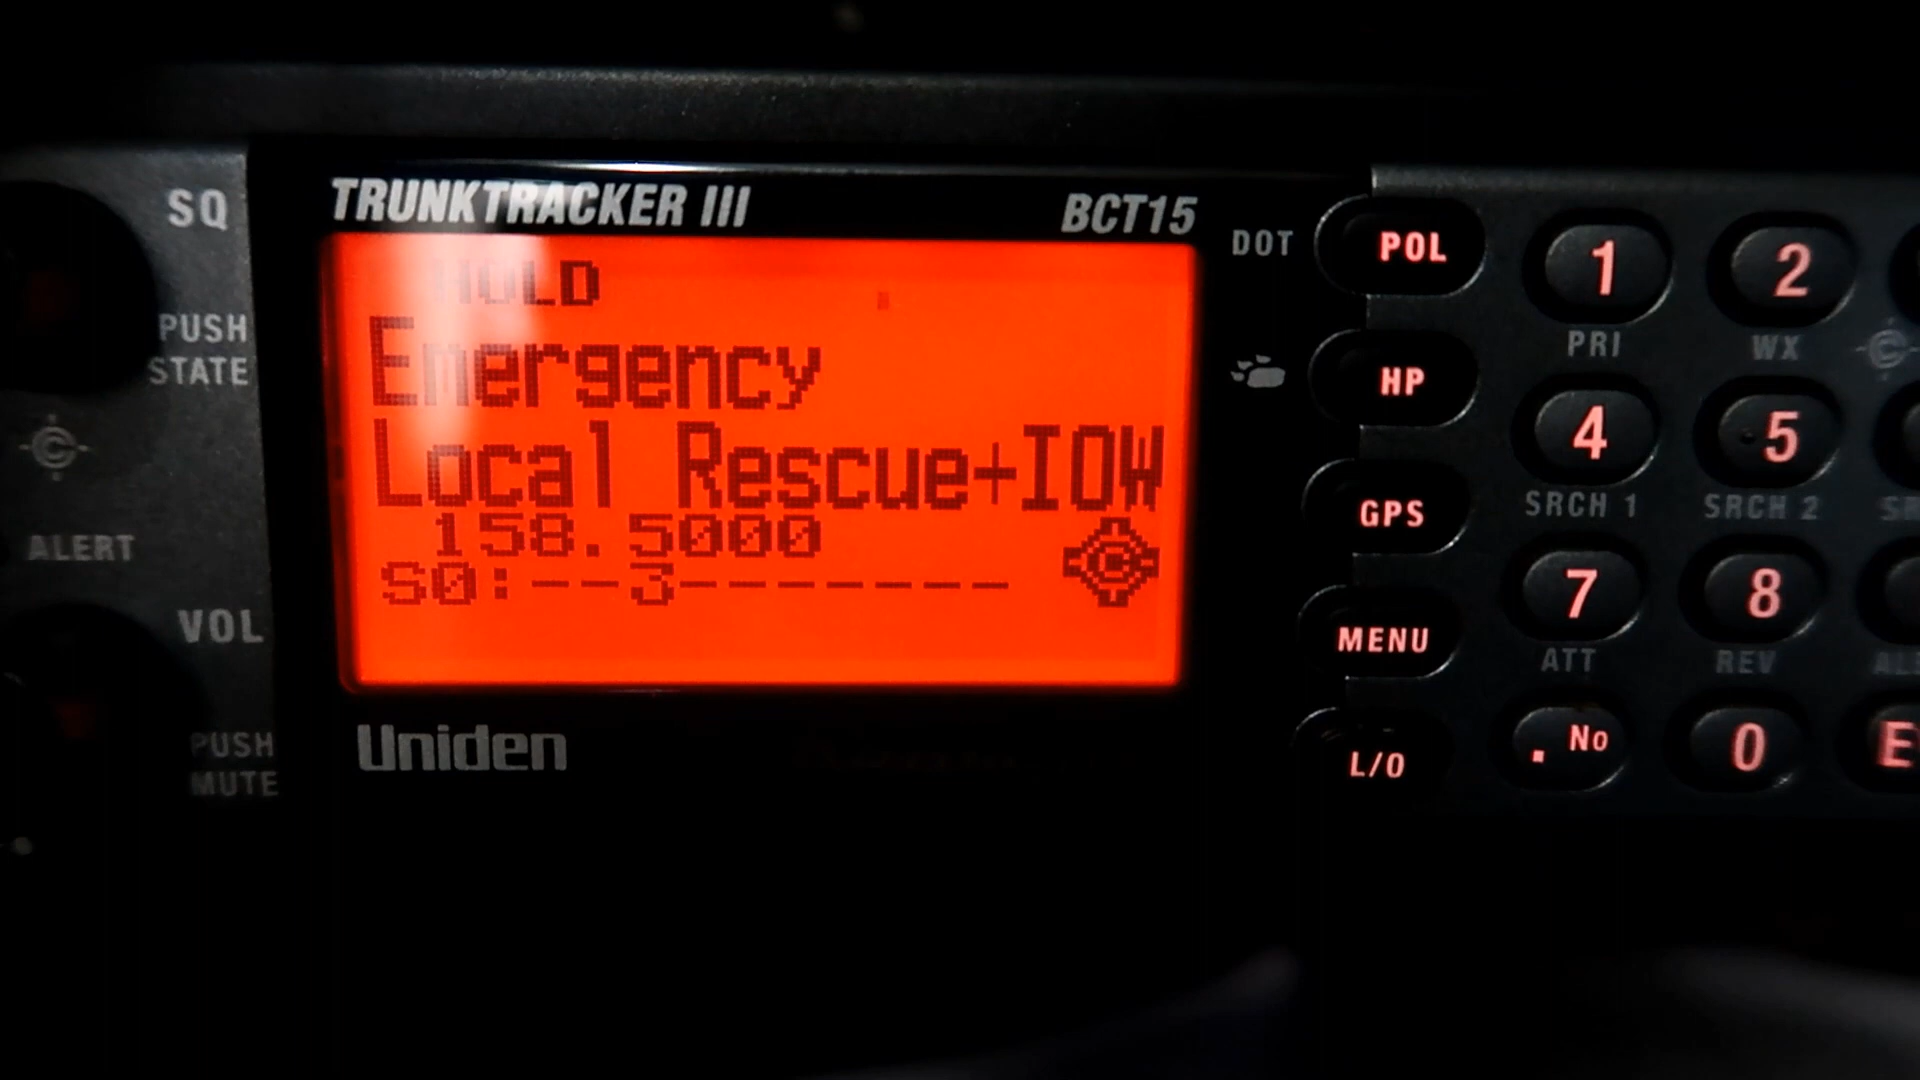 SQ
PUSH
STATE
ALERT
VOL
PUSH
MUTE
TRUNKTRACKER III
BCT15
HOLD
Emergency
Local Rescue+IOW
158.5000
S0:--3-------
Uniden
DOT
POL
HP
GPS
MENU
L/O
1
2
PRI
WX
4
5
SRCH 1
SRCH 2
7
8
ATT
REV
. No
0